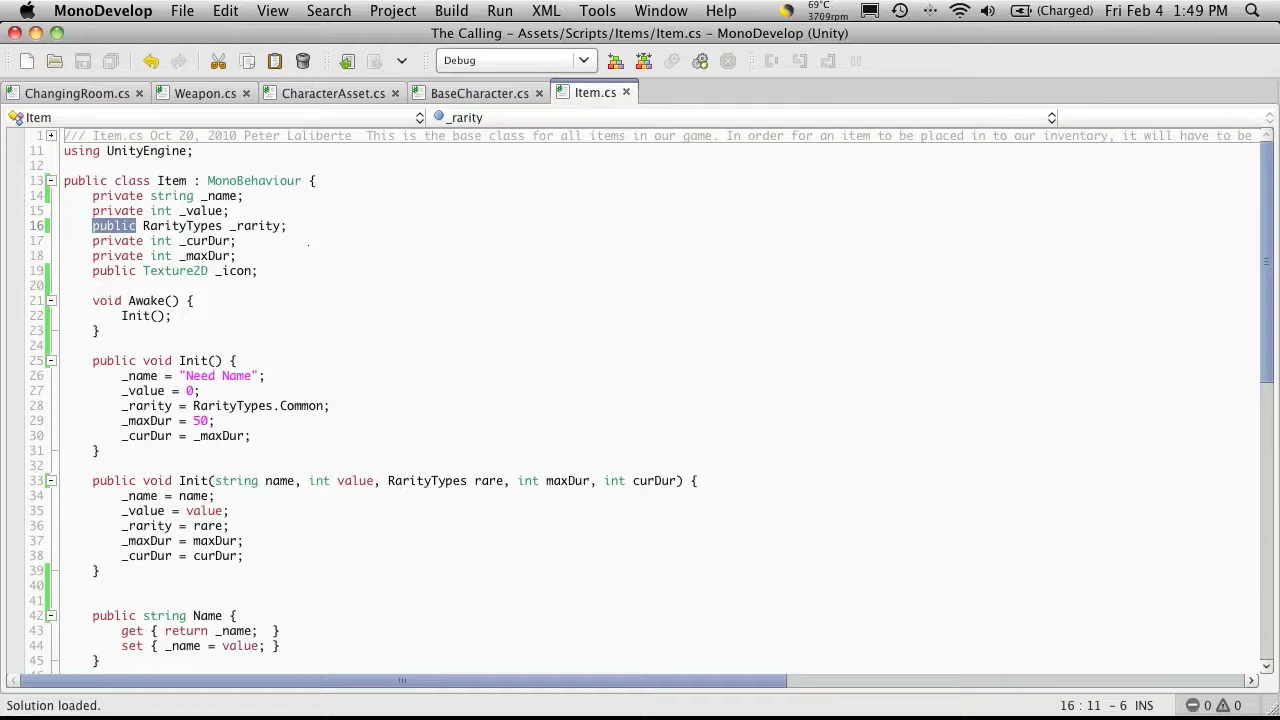 MonoDevelop File Edit View Search Project Build Run XML Tools Window Help 69°C 3709rpm (Charged) Fri Feb 4 1:49 PM
The Calling – Assets/Scripts/Items/Item.cs – MonoDevelop (Unity)
Debug
ChangingRoom.cs Weapon.cs CharacterAsset.cs BaseCharacter.cs Item.cs
Item _rarity
1 /// Item.cs Oct 20, 2010 Peter Laliberte This is the base class for all items in our game. In order for an item to be placed in to our inventory, it will have to be
11 using UnityEngine;
12
13 public class Item : MonoBehaviour {
14 private string _name;
15 private int _value;
16 public RarityTypes _rarity;
17 private int _curDur;
18 private int _maxDur;
19 public Texture2D _icon;
20
21 void Awake() {
22 Init();
23 }
24
25 public void Init() {
26 _name = "Need Name";
27 _value = 0;
28 _rarity = RarityTypes.Common;
29 _maxDur = 50;
30 _curDur = _maxDur;
31 }
32
33 public void Init(string name, int value, RarityTypes rare, int maxDur, int curDur) {
34 _name = name;
35 _value = value;
36 _rarity = rare;
37 _maxDur = maxDur;
38 _curDur = curDur;
39 }
40
41
42 public string Name {
43 get { return _name; }
44 set { _name = value; }
45 }
Solution loaded. 16 : 11 – 6 INS 0 0